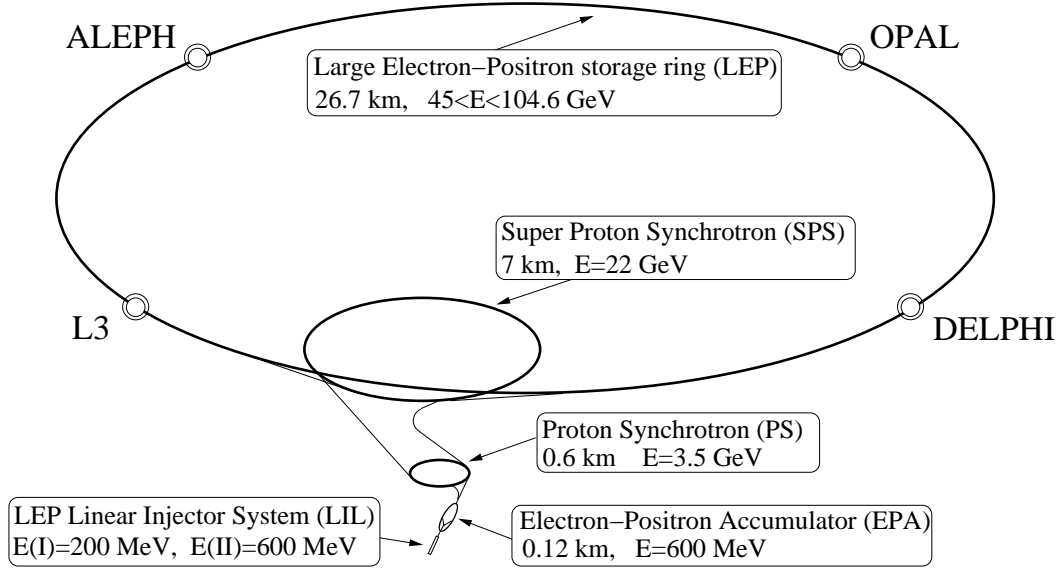 ALEPH
OPAL
Large Electron−Positron storage ring (LEP)
26.7 km, 45<E<104.6 GeV
Super Proton Synchrotron (SPS)
7 km, E=22 GeV
L3
DELPHI
Proton Synchrotron (PS)
0.6 km E=3.5 GeV
LEP Linear Injector System (LIL)
E(I)=200 MeV, E(II)=600 MeV
Electron−Positron Accumulator (EPA)
0.12 km, E=600 MeV